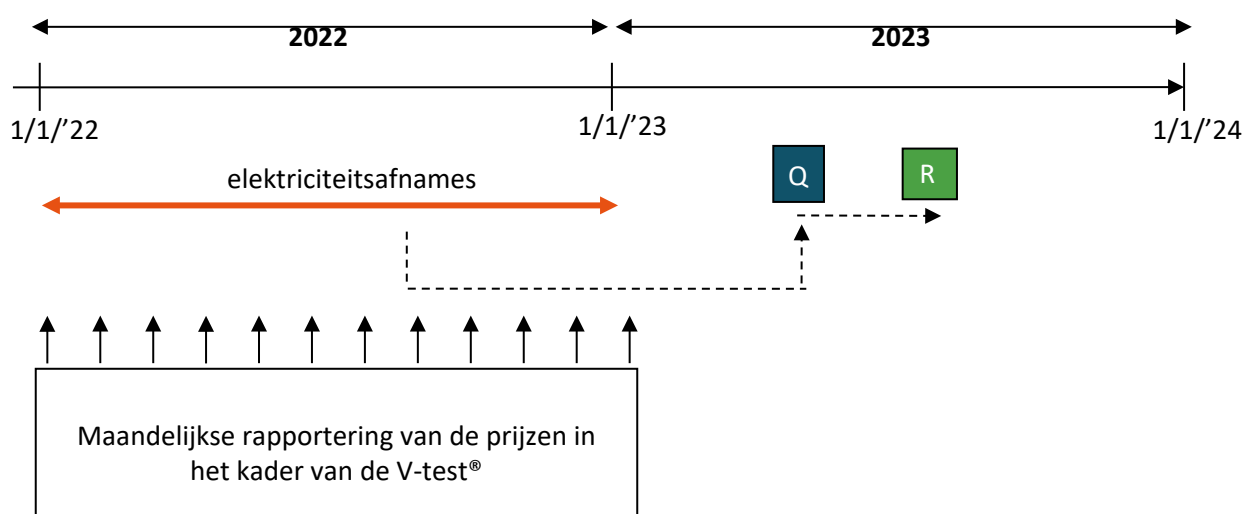 2022
2023
1/1/'22
1/1/'23
1/1/'24
elektriciteitsafnames
Q
R
Maandelijkse rapportering van de prijzen in
het kader van de V-test®